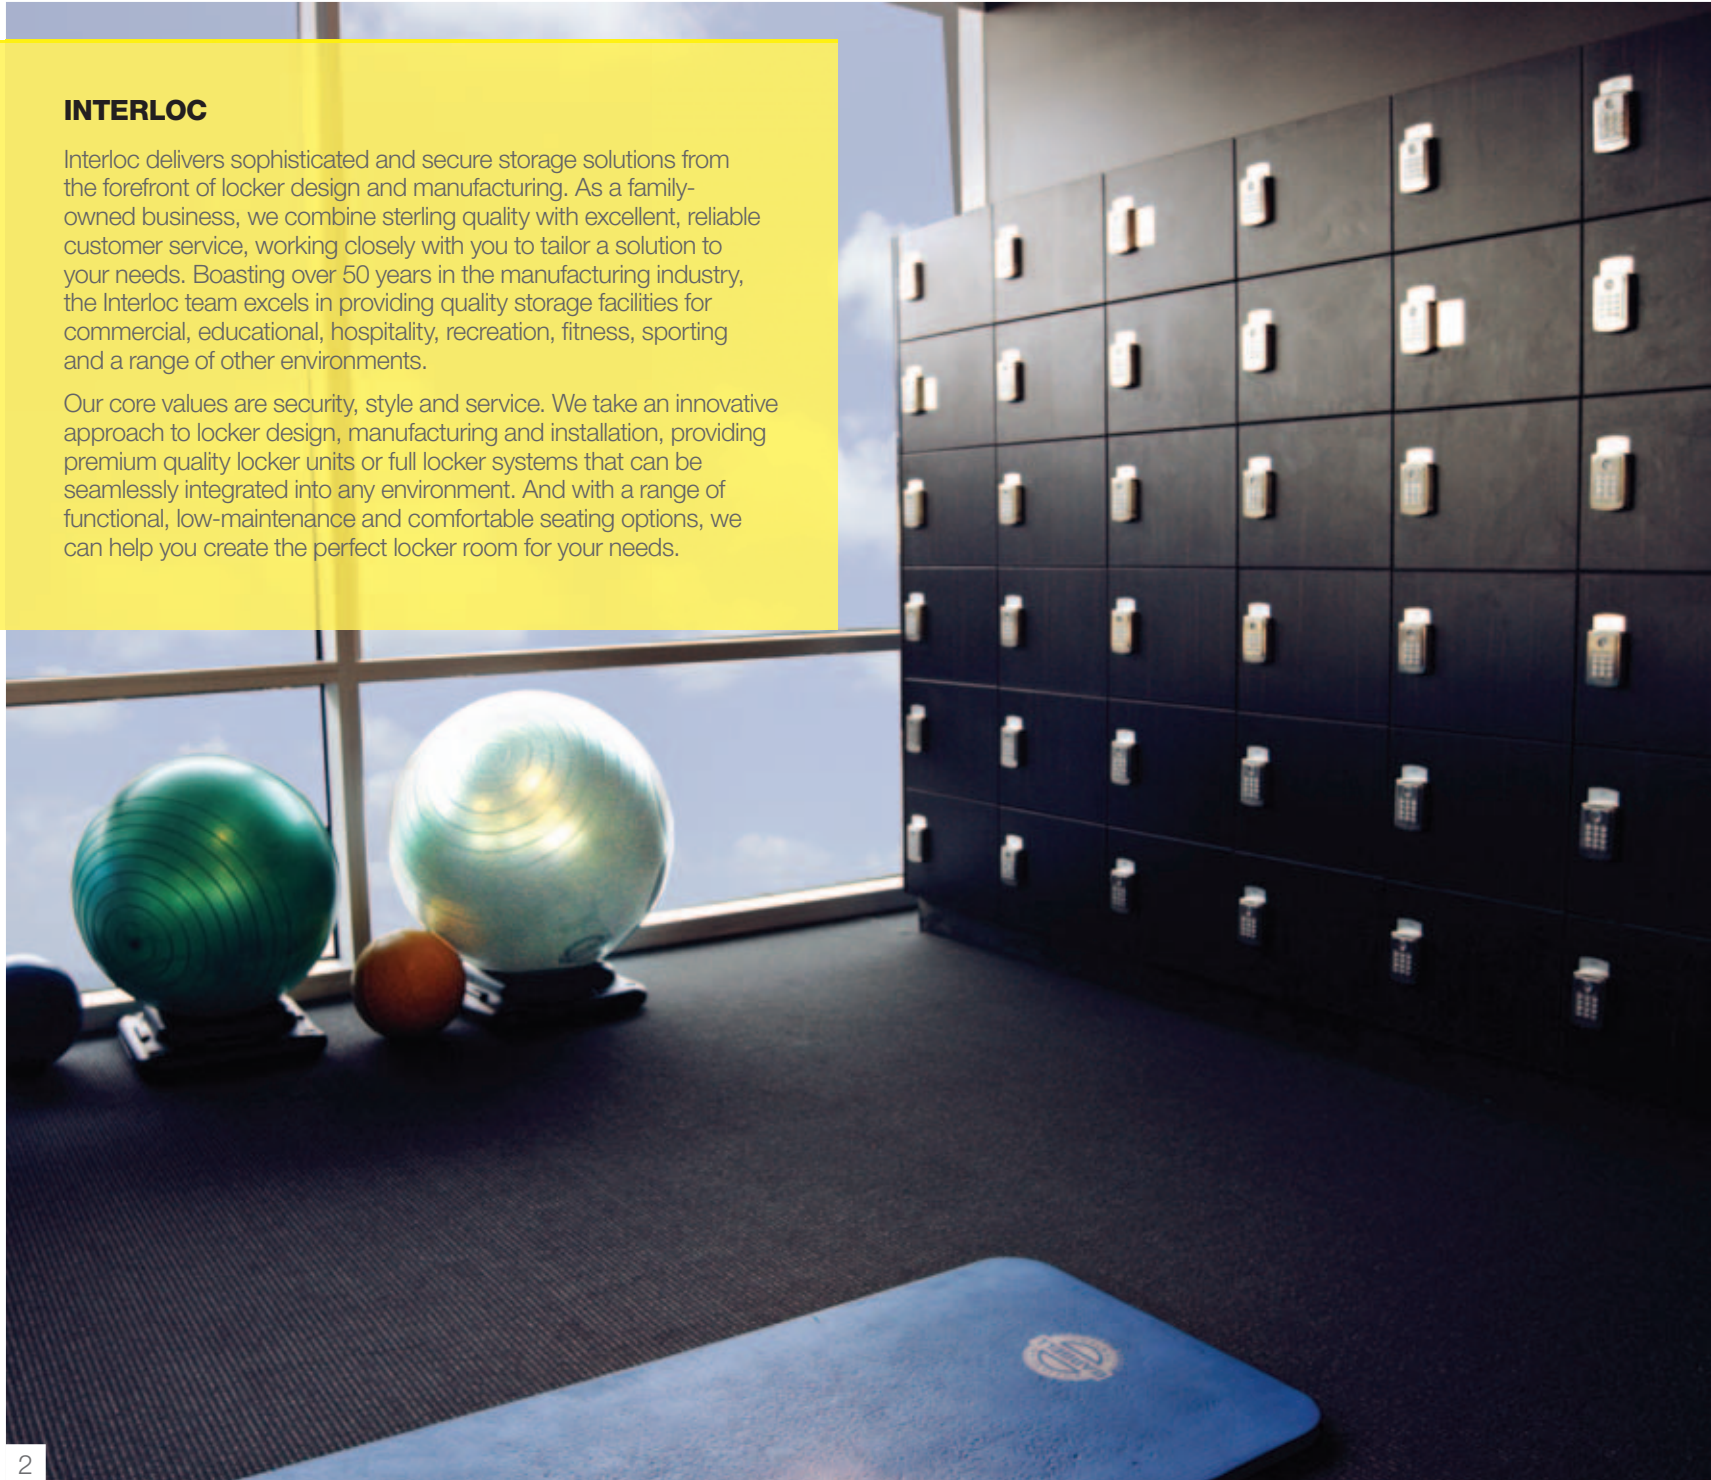 INTERLOC
Interloc delivers sophisticated and secure storage solutions from
the forefront of locker design and manufacturing. As a family-
owned business, we combine sterling quality with excellent, reliable
customer service, working closely with you to tailor a solution to
your needs. Boasting over 50 years in the manufacturing industry,
the Interloc team excels in providing quality storage facilities for
commercial, educational, hospitality, recreation, fitness, sporting
and a range of other environments.
Our core values are security, style and service. We take an innovative
approach to locker design, manufacturing and installation, providing
premium quality locker units or full locker systems that can be
seamlessly integrated into any environment. And with a range of
functional, low-maintenance and comfortable seating options, we
can help you create the perfect locker room for your needs.
2